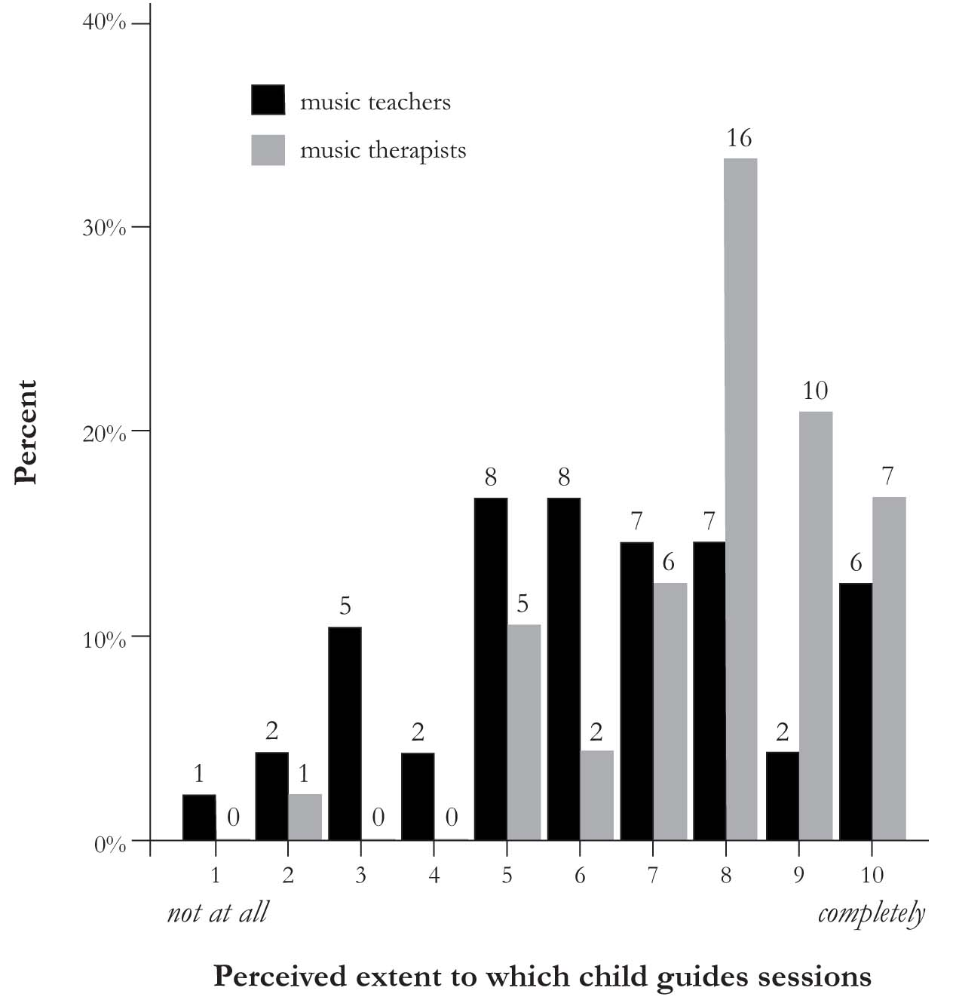 40%
music teachers
music therapists
16
30%
10
20%
Percent
8 8 7
7 7
6 6
5 5
10%
2 2 2 2
1 1
0 0 0
0%
1 2 3 4 5 6 7 8 9 10
not at all completely
Perceived extent to which child guides sessions